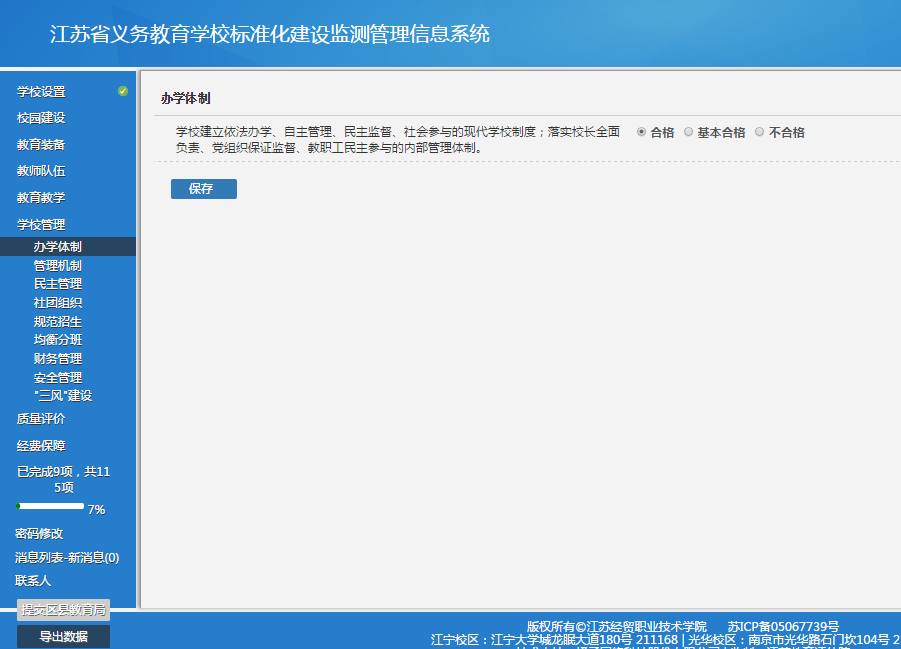 江苏省义务教育学校标准化建设监测管理信息系统
学校设置
校园建设
教育装备
教师队伍
教育教学
学校管理
办学体制
管理机制
民主管理
社团组织
规范招生
均衡分班
财务管理
安全管理
"三风"建设
质量评价
经费保障
已完成9项，共11
5项
7%
密码修改
消息列表-新消息(0)
联系人
提交区县教育局
导出数据
办学体制
学校建立依法办学、自主管理、民主监督、社会参与的现代学校制度；落实校长全面
负责、党组织保证监督、教职工民主参与的内部管理体制。
合格 基本合格 不合格
保存
版权所有©江苏经贸职业技术学院 苏ICP备05067739号
江宁校区：江宁大学城龙眠大道180号 211168 | 光华校区：南京市光华路石门坎104号 2